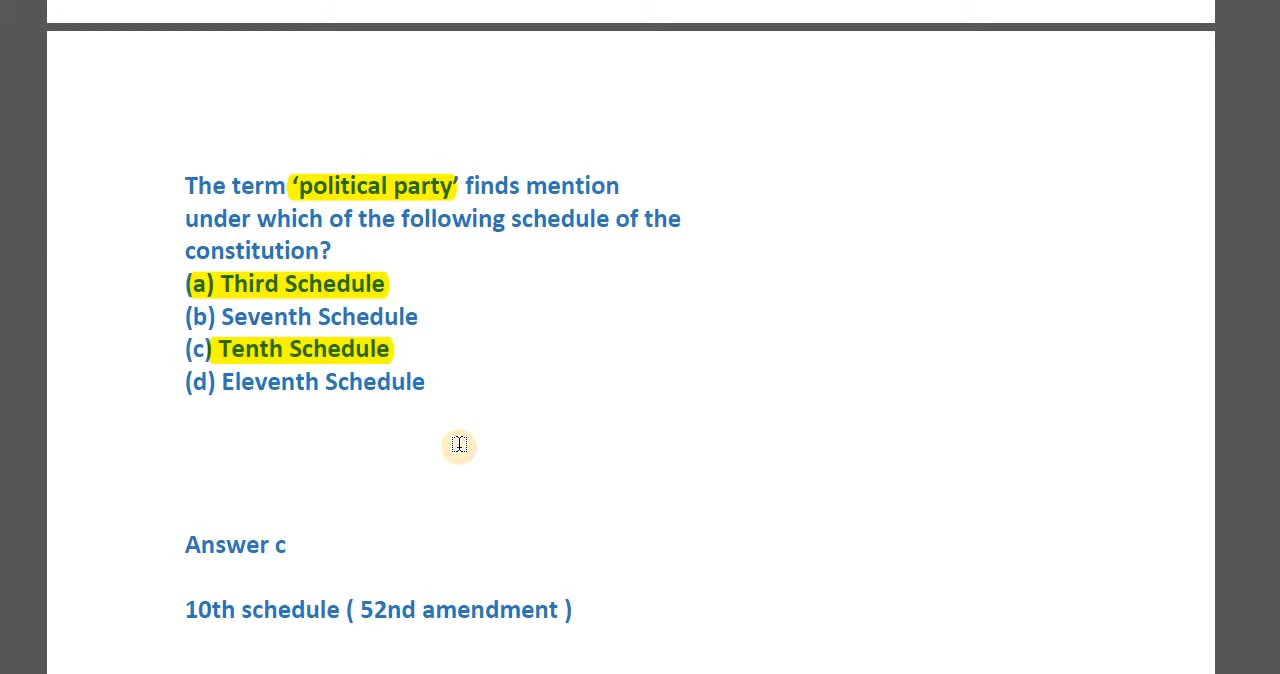 The term ‘political party’ finds mention
under which of the following schedule of the
constitution?
(a) Third Schedule
(b) Seventh Schedule
(c) Tenth Schedule
(d) Eleventh Schedule
Answer c
10th schedule ( 52nd amendment )